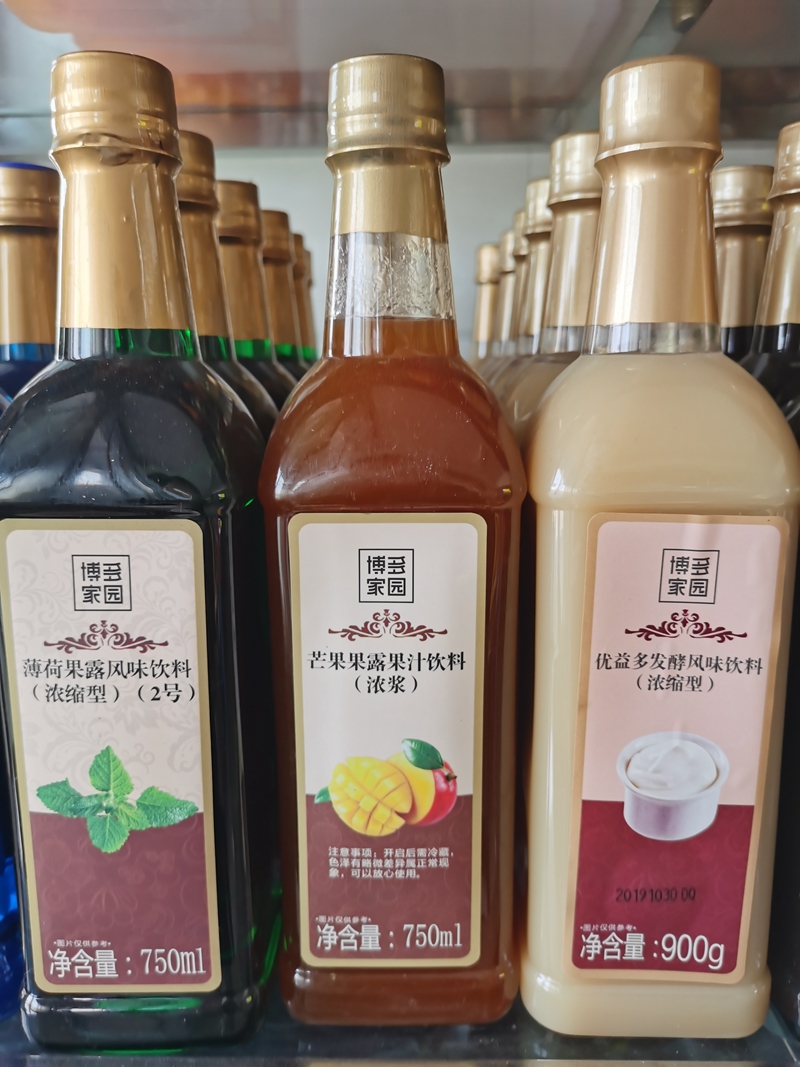 博多
家园
薄荷果露风味饮料
（浓缩型）（2号）
*图片仅供参考*
净含量：750ml
博多
家园
芒果果露果汁饮料
（浓浆）
注意事项：开启后需冷藏，
色泽有略微差异属正常现
象，可以放心使用。
*图片仅供参考*
净含量：750ml
博多
家园
优益多发酵风味饮料
（浓缩型）
20191030 QQ
*图片仅供参考*
净含量：900g